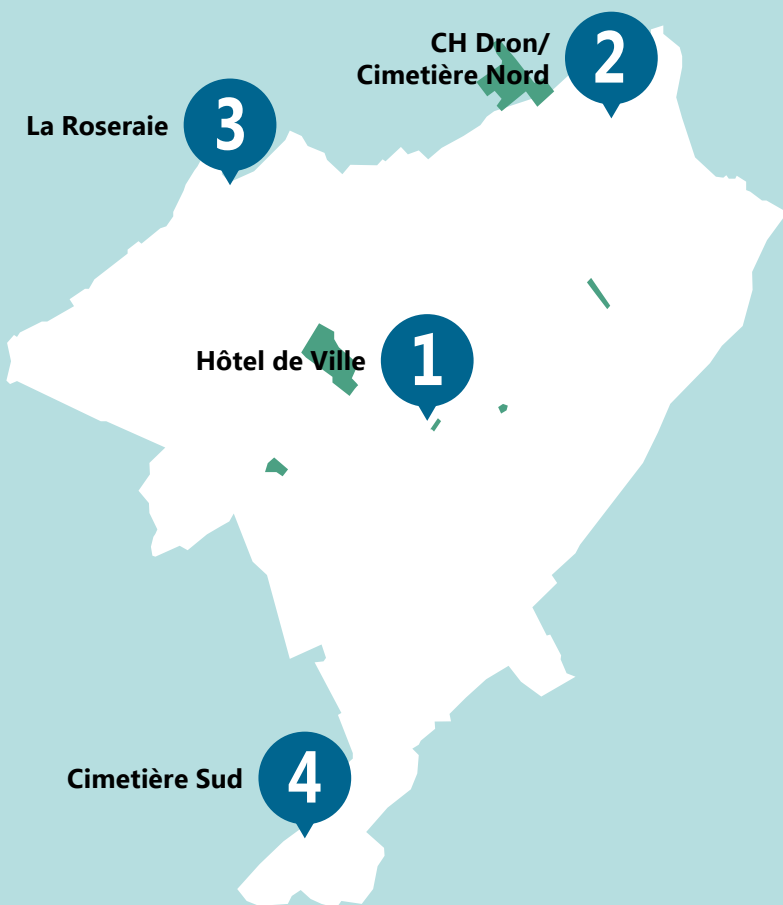 CH Dron/
Cimetière Nord
2
La Roseraie
3
Hôtel de Ville
1
Cimetière Sud
4